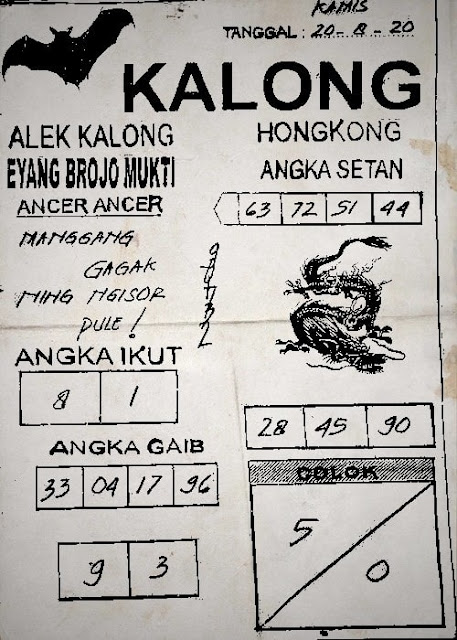 KAMIS
TANGGAL : 20 - 8 - 20
KALONG
ALEK KALONG
EYANG BROJO MUKTI
ANCER ANCER
MANGGANG
GAGAK
NING NGISOR
PULE !
ANGKA IKUT
8 1
ANGKA GAIB
33 04 17 96
9 3
HONGKONG
ANGKA SETAN
63 72 51 44
28 45 90
COLOK
5
0